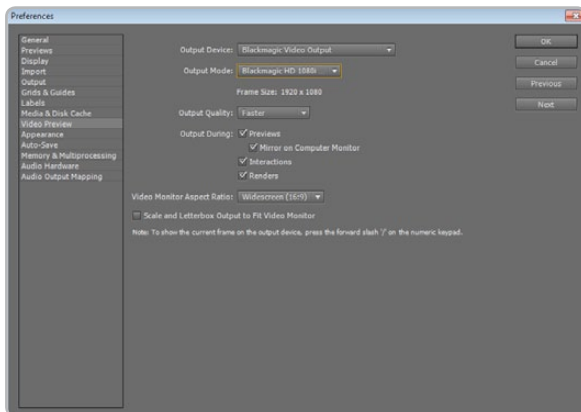 Preferences
General
Previews
Display
Import
Output
Grids & Guides
Labels
Media & Disk Cache
Video Preview
Appearance
Auto-Save
Memory & Multiprocessing
Audio Hardware
Audio Output Mapping
Output Device: Blackmagic Video Output
Output Mode: Blackmagic HD 1080i ...
Frame Size: 1920 x 1080
Output Quality: Faster
Output During: Previews
Mirror on Computer Monitor
Interactions
Renders
Video Monitor Aspect Ratio: Widescreen (16:9)
Scale and Letterbox Output to Fit Video Monitor
Note: To show the current frame on the output device, press the forward slash '/' on the numeric keypad.
OK
Cancel
Previous
Next